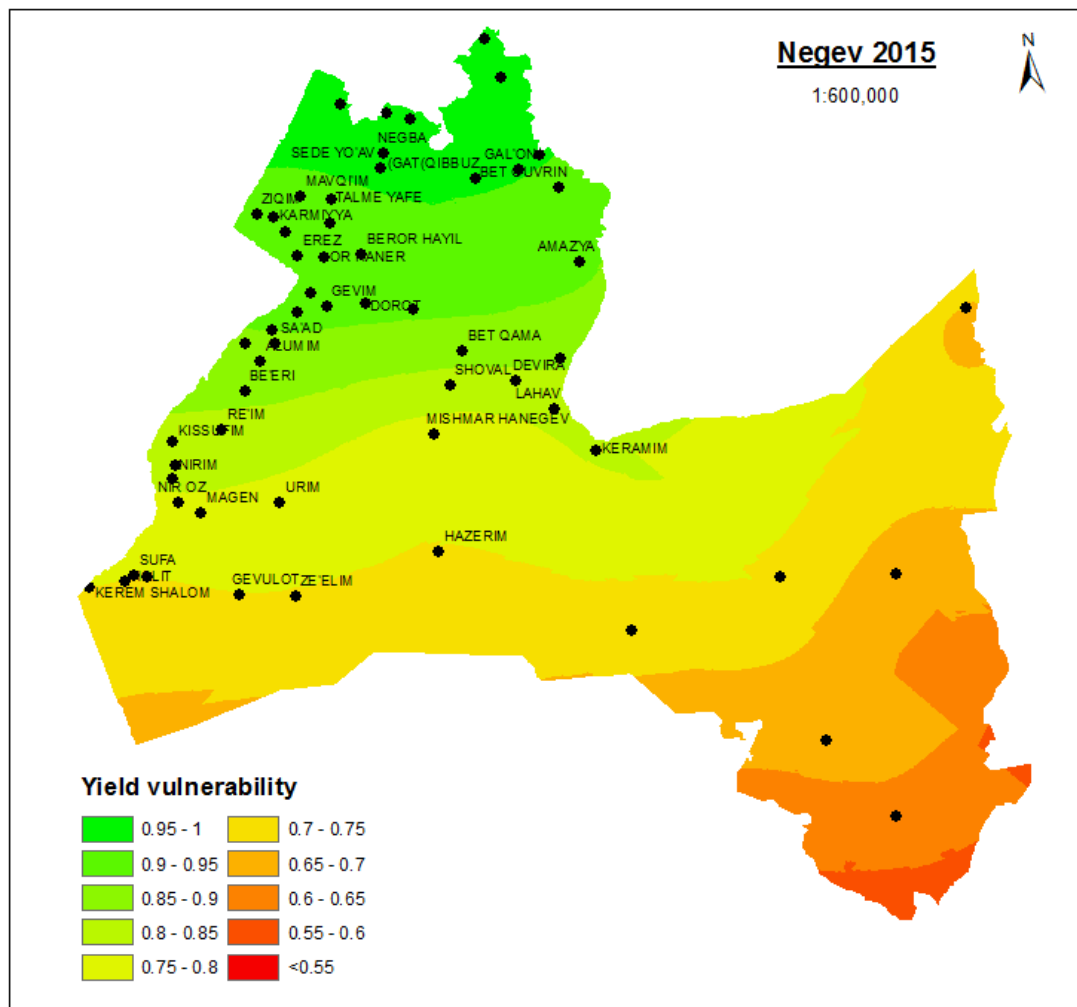 Negev 2015
1:600,000
N
NEGBA
SEDE YO'AV
(GAT(QIBBUZ
GAL'ON
BET GUVRIN
MAVQI'IM
ZIQIM
TALME YAFE
KARMIYYA
EREZ
BEROR HAYIL
OR HANER
AMAZYA
GEVIM
DOROT
SA'AD
ALUMIM
BET QAMA
BE'ERI
SHOVAL
DEVIRA
LAHAV
RE'IM
MISHMAR HANEGEV
KISSUFIM
KERAMIM
NIRIM
NIR OZ
MAGEN
URIM
HAZERIM
SUFA
KEREM SHALOM
GEVULOT
ZE'ELIM
Yield vulnerability
0.95 - 1
0.9 - 0.95
0.85 - 0.9
0.8 - 0.85
0.75 - 0.8
0.7 - 0.75
0.65 - 0.7
0.6 - 0.65
0.55 - 0.6
<0.55